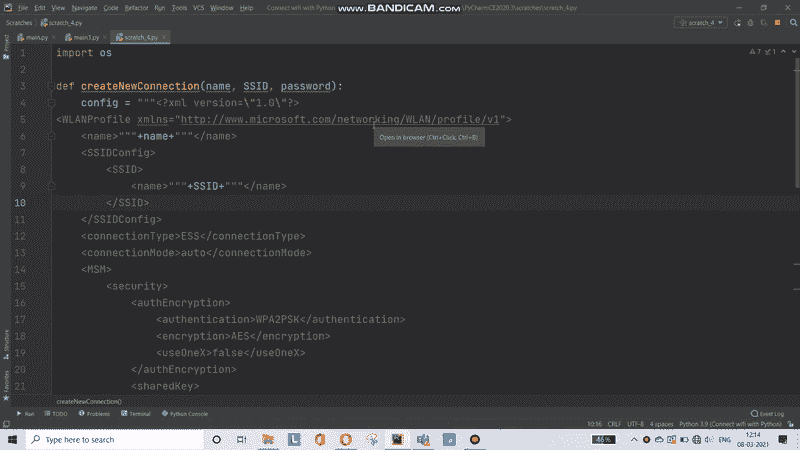 File Edit View Navigate Code Refactor Run Tools VCS Window Help Connect wifi with Python
www.BANDICAM.com
\PyCharmCE2020.3\scratches\scratch_4.py
Scratches scratch_4.py
scratch_4
main.py main1.py scratch_4.py
7 1
Project
1 import os
2
3 def createNewConnection(name, SSID, password):
4 config = """<?xml version=\"1.0\"?>
5 <WLANProfile xmlns="http://www.microsoft.com/networking/WLAN/profile/v1">
Open in browser (Ctrl+Click, Ctrl+B)
6 <name>"""+name+"""</name>
7 <SSIDConfig>
8 <SSID>
9 <name>"""+SSID+"""</name>
10 </SSID>
11 </SSIDConfig>
12 <connectionType>ESS</connectionType>
13 <connectionMode>auto</connectionMode>
14 <MSM>
15 <security>
16 <authEncryption>
17 <authentication>WPA2PSK</authentication>
18 <encryption>AES</encryption>
19 <useOneX>false</useOneX>
20 </authEncryption>
21 <sharedKey>
Structure
Favorites
createNewConnection()
Run TODO Problems Terminal Python Console Event Log
10:16 CRLF UTF-8 4 spaces Python 3.9 (Connect wifi with Python)
Type here to search
46%
ENG
12:14
08-03-2021